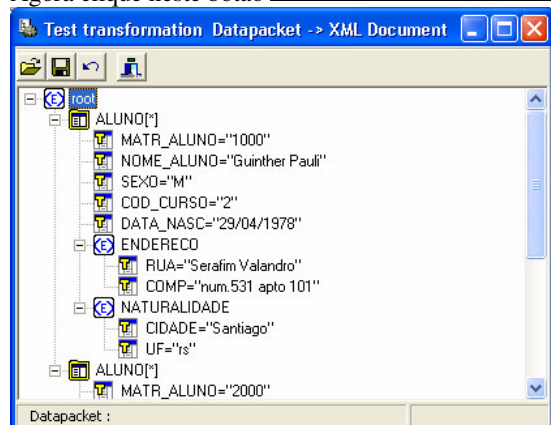 Agora clique neste botão
Test transformation Datapacket -> XML Document
root
ALUNO[*]
MATR_ALUNO="1000"
NOME_ALUNO="Guinther Pauli"
SEXO="M"
COD_CURSO="2"
DATA_NASC="29/04/1978"
ENDERECO
RUA="Serafim Valandro"
COMP="num.531 apto 101"
NATURALIDADE
CIDADE="Santiago"
UF="rs"
ALUNO[*]
MATR_ALUNO="2000"
Datapacket :